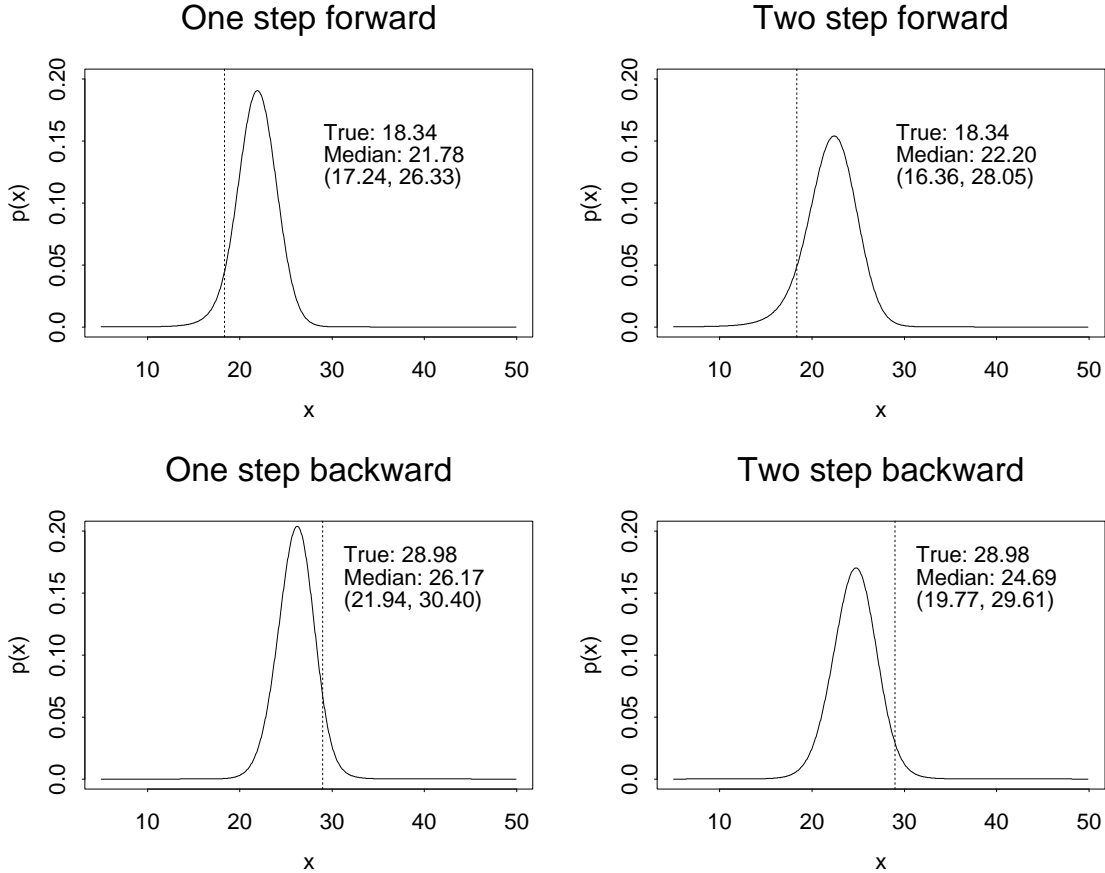 One step forward
0.20
0.15
0.10
0.05
0.0
p(x)
True: 18.34
Median: 21.78
(17.24, 26.33)
10 20 30 40 50
x
Two step forward
0.20
0.15
0.10
0.05
0.0
p(x)
True: 18.34
Median: 22.20
(16.36, 28.05)
10 20 30 40 50
x
One step backward
0.20
0.15
0.10
0.05
0.0
p(x)
True: 28.98
Median: 26.17
(21.94, 30.40)
10 20 30 40 50
x
Two step backward
0.20
0.15
0.10
0.05
0.0
p(x)
True: 28.98
Median: 24.69
(19.77, 29.61)
10 20 30 40 50
x